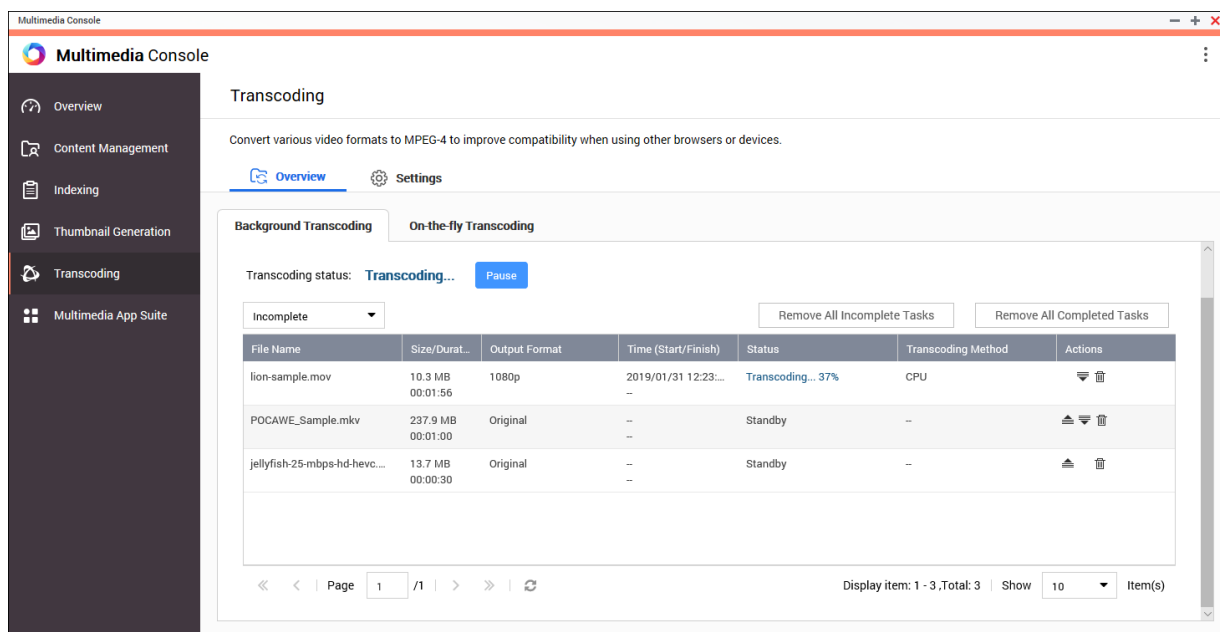 Multimedia Console
Multimedia Console
Overview
Content Management
Indexing
Thumbnail Generation
Transcoding
Multimedia App Suite
Transcoding
Convert various video formats to MPEG-4 to improve compatibility when using other browsers or devices.
Overview Settings
Background Transcoding On-the-fly Transcoding
Transcoding status: Transcoding... Pause
Incomplete Remove All Incomplete Tasks Remove All Completed Tasks
File Name Size/Durat... Output Format Time (Start/Finish) Status Transcoding Method Actions
lion-sample.mov 10.3 MB 1080p 2019/01/31 12:23:... Transcoding... 37% CPU
00:01:56 --
POCAWE_Sample.mkv 237.9 MB Original -- Standby --
00:01:00 --
jellyfish-25-mbps-hd-hevc.... 13.7 MB Original -- Standby --
00:00:30 --
Page 1 /1 Display item: 1 - 3 ,Total: 3 Show 10 Item(s)